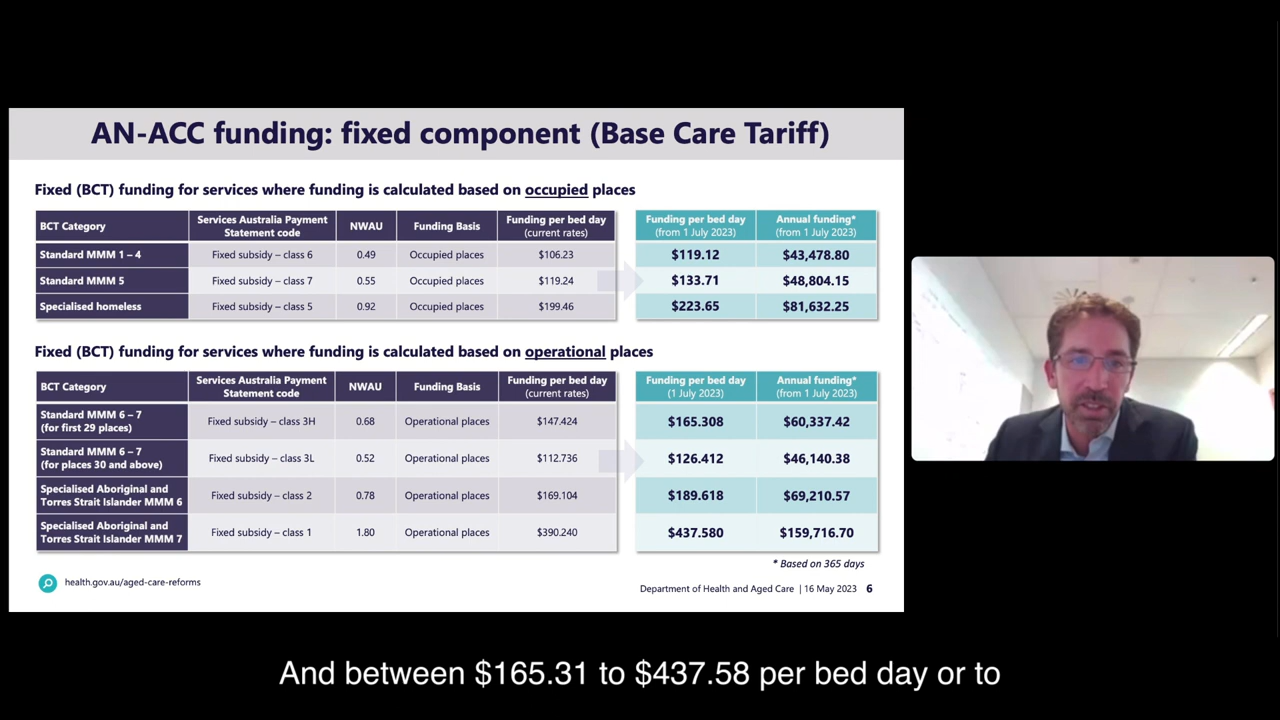 AN-ACC funding: fixed component (Base Care Tariff)
Fixed (BCT) funding for services where funding is calculated based on occupied places
BCT Category
Services Australia Payment
Statement code
NWAU
Funding Basis
Funding per bed day
(current rates)
Funding per bed day
(from 1 July 2023)
Annual funding*
(from 1 July 2023)
Standard MMM 1 – 4
Fixed subsidy – class 6
0.49
Occupied places
$106.23
$119.12
$43,478.80
Standard MMM 5
Fixed subsidy – class 7
0.55
Occupied places
$119.24
$133.71
$48,804.15
Specialised homeless
Fixed subsidy – class 5
0.92
Occupied places
$199.46
$223.65
$81,632.25
Fixed (BCT) funding for services where funding is calculated based on operational places
BCT Category
Services Australia Payment
Statement code
NWAU
Funding Basis
Funding per bed day
(current rates)
Funding per bed day
(1 July 2023)
Annual funding*
(from 1 July 2023)
Standard MMM 6 – 7
(for first 29 places)
Fixed subsidy – class 3H
0.68
Operational places
$147.424
$165.308
$60,337.42
Standard MMM 6 – 7
(for places 30 and above)
Fixed subsidy – class 3L
0.52
Operational places
$112.736
$126.412
$46,140.38
Specialised Aboriginal and
Torres Strait Islander MMM 6
Fixed subsidy – class 2
0.78
Operational places
$169.104
$189.618
$69,210.57
Specialised Aboriginal and
Torres Strait Islander MMM 7
Fixed subsidy – class 1
1.80
Operational places
$390.240
$437.580
$159,716.70
* Based on 365 days
health.gov.au/aged-care-reforms
Department of Health and Aged Care | 16 May 2023 6
And between $165.31 to $437.58 per bed day or to